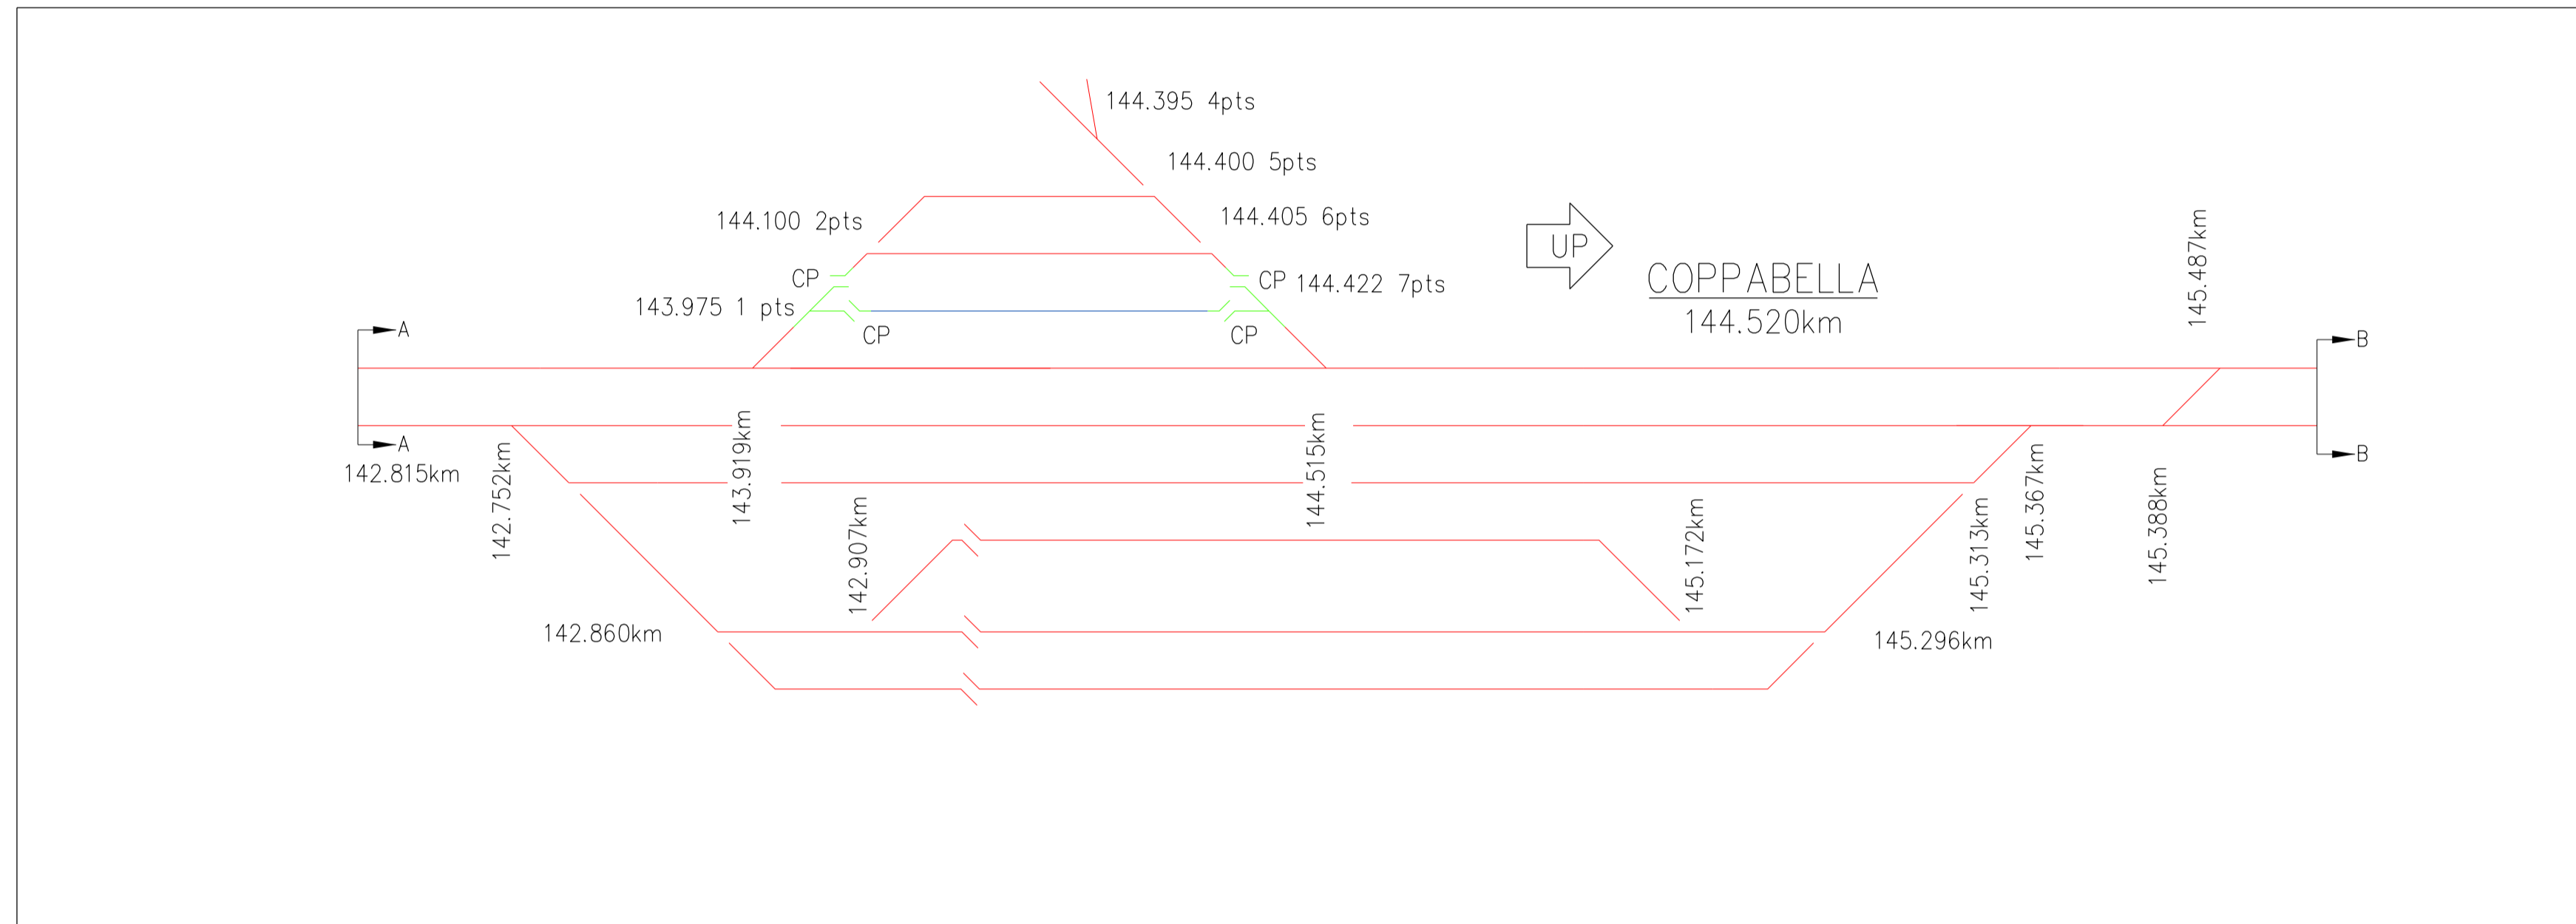 144.395 4pts
144.400 5pts
144.100 2pts
144.405 6pts
UP
COPPABELLA
144.520km
145.487km
CP
CP
144.422 7pts
143.975 1 pts
CP
CP
A
B
A
B
142.815km
142.752km
143.919km
142.907km
144.515km
145.172km
145.313km
145.367km
145.388km
142.860km
145.296km